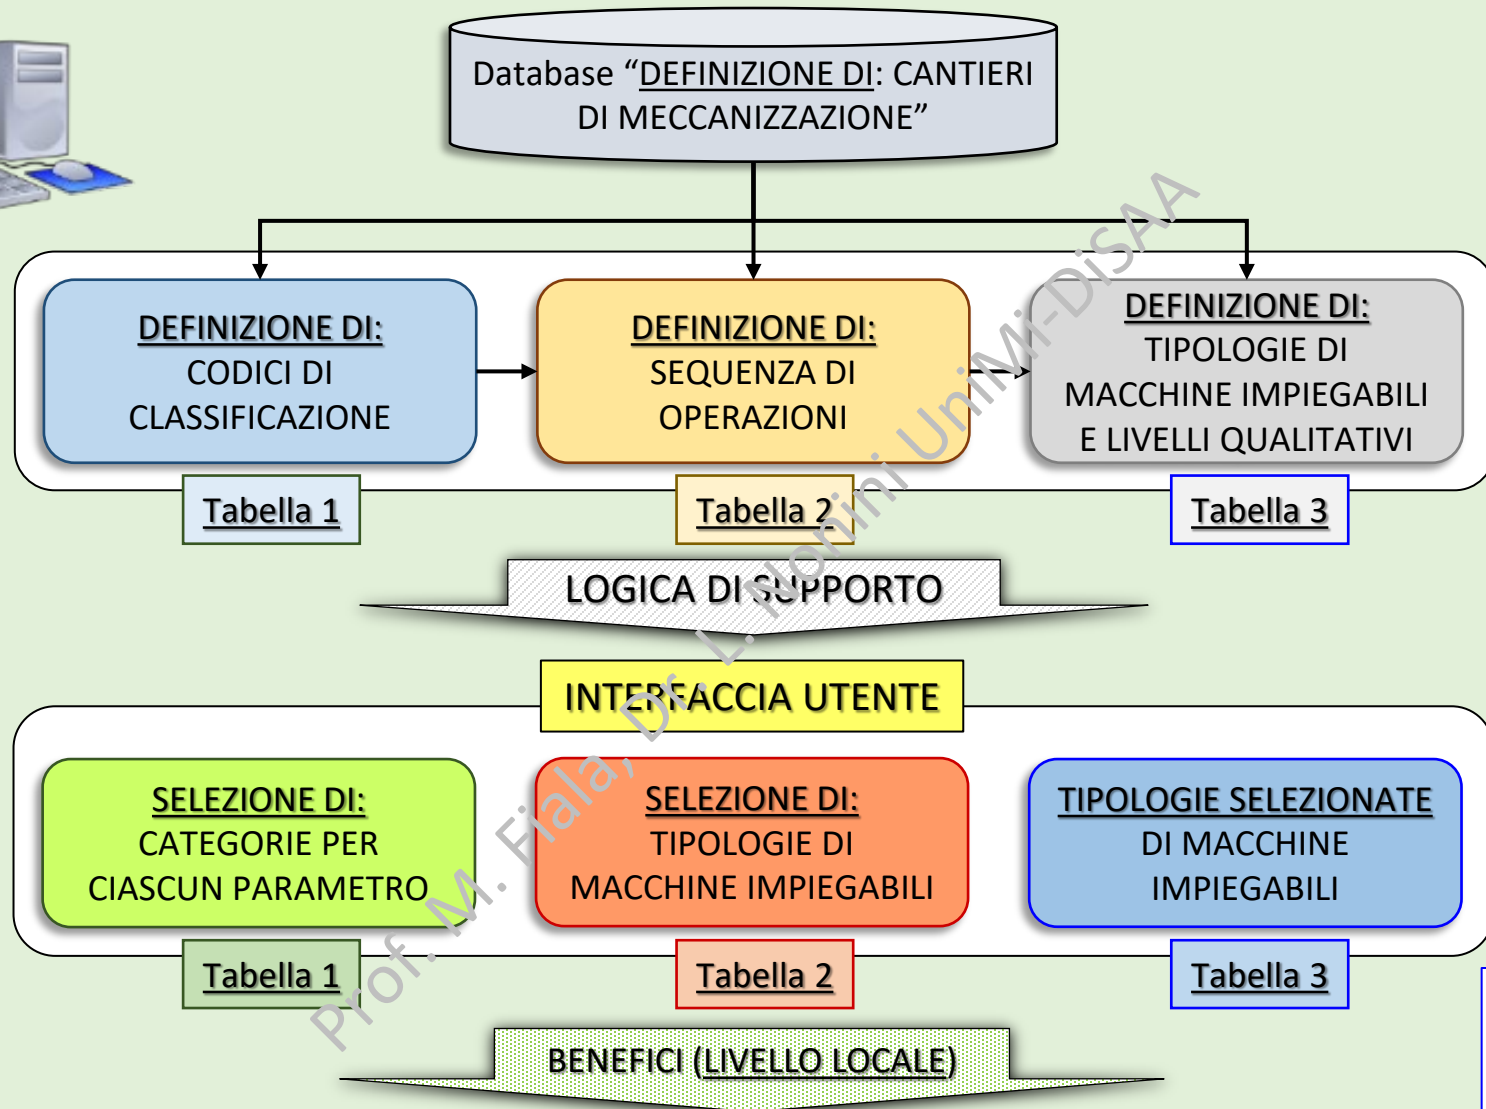 Database “DEFINIZIONE DI: CANTIERI
DI MECCANIZZAZIONE”
DEFINIZIONE DI:
CODICI DI
CLASSIFICAZIONE
DEFINIZIONE DI:
SEQUENZA DI
OPERAZIONI
DEFINIZIONE DI:
TIPOLOGIE DI
MACCHINE IMPIEGABILI
E LIVELLI QUALITATIVI
Tabella 1
Tabella 2
Tabella 3
LOGICA DI SUPPORTO
INTERFACCIA UTENTE
SELEZIONE DI:
CATEGORIE PER
CIASCUN PARAMETRO
SELEZIONE DI:
TIPOLOGIE DI
MACCHINE IMPIEGABILI
TIPOLOGIE SELEZIONATE
DI MACCHINE
IMPIEGABILI
Tabella 1
Tabella 2
Tabella 3
BENEFICI (LIVELLO LOCALE)
Prof. M. Fiala, Dr. L. Nonini UniMi-DiSAA